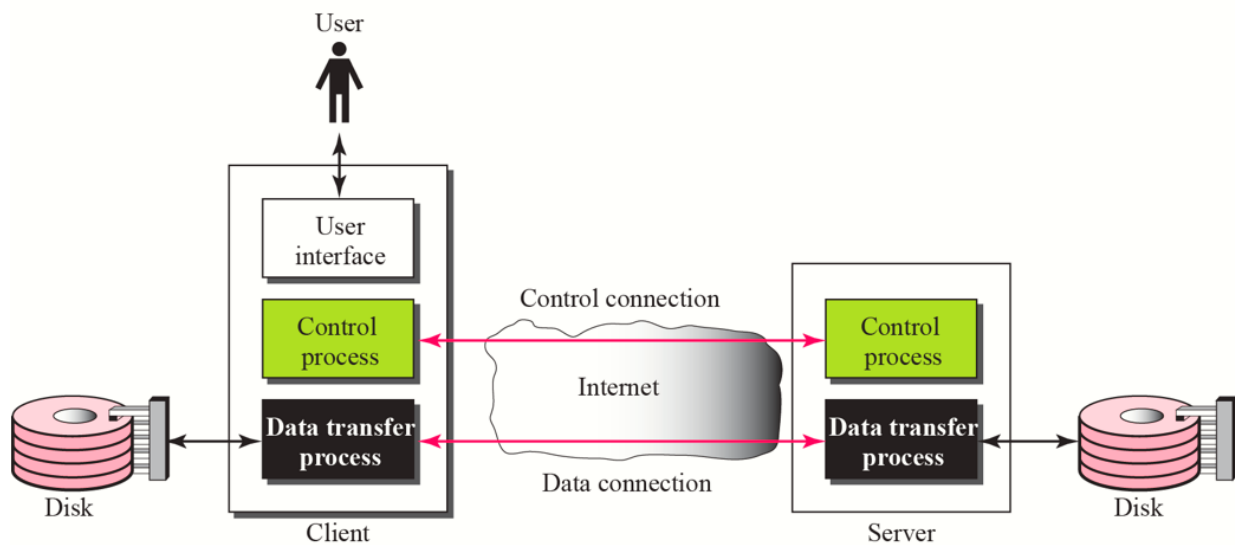 User
User
interface
Control connection
Control
process
Control
process
Internet
Data transfer
process
Data transfer
process
Data connection
Disk
Disk
Client
Server